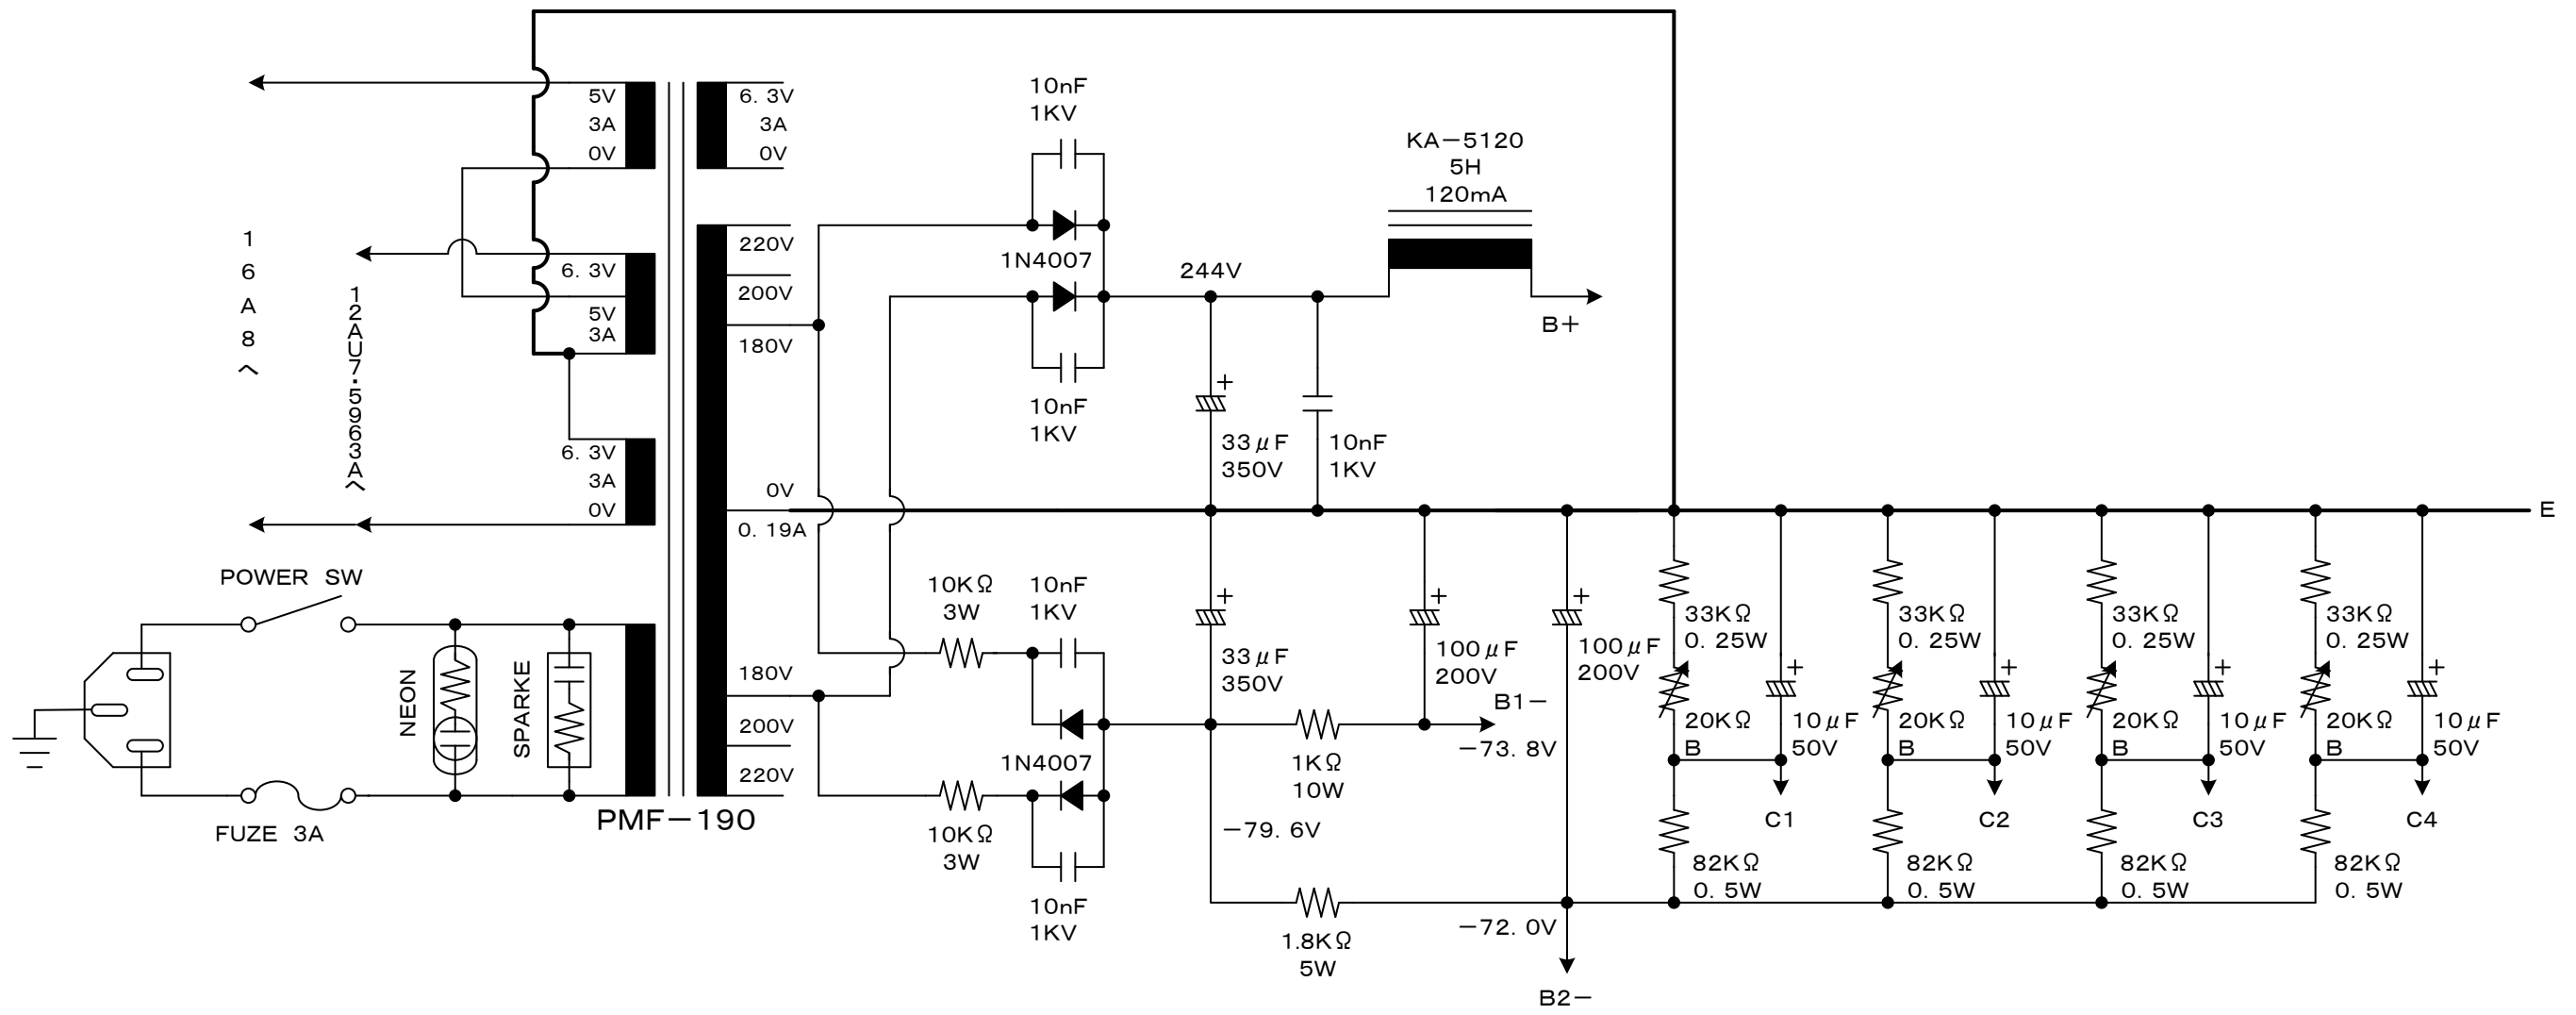 5V
3A
0V
6. 3V
3A
0V
10nF
1KV
KA－5120
5H
120mA
16A8へ
12AU7・5963Aへ
6. 3V
5V
3A
220V
200V
180V
1N4007
244V
B+
10nF
1KV
33μF
350V
10nF
1KV
6. 3V
3A
0V
0V
0. 19A
E
POWER SW
FUZE 3A
NEON
SPARKE
PMF－190
180V
200V
220V
10KΩ
3W
10nF
1KV
1N4007
10KΩ
3W
10nF
1KV
33μF
350V
100μF
200V
100μF
200V
B1－
－73. 8V
1KΩ
10W
－79. 6V
1.8KΩ
5W
－72. 0V
B2－
33KΩ
0. 25W
20KΩ
B
10μF
50V
C1
82KΩ
0. 5W
33KΩ
0. 25W
20KΩ
B
10μF
50V
C2
82KΩ
0. 5W
33KΩ
0. 25W
20KΩ
B
10μF
50V
C3
82KΩ
0. 5W
33KΩ
0. 25W
20KΩ
B
10μF
50V
C4
82KΩ
0. 5W